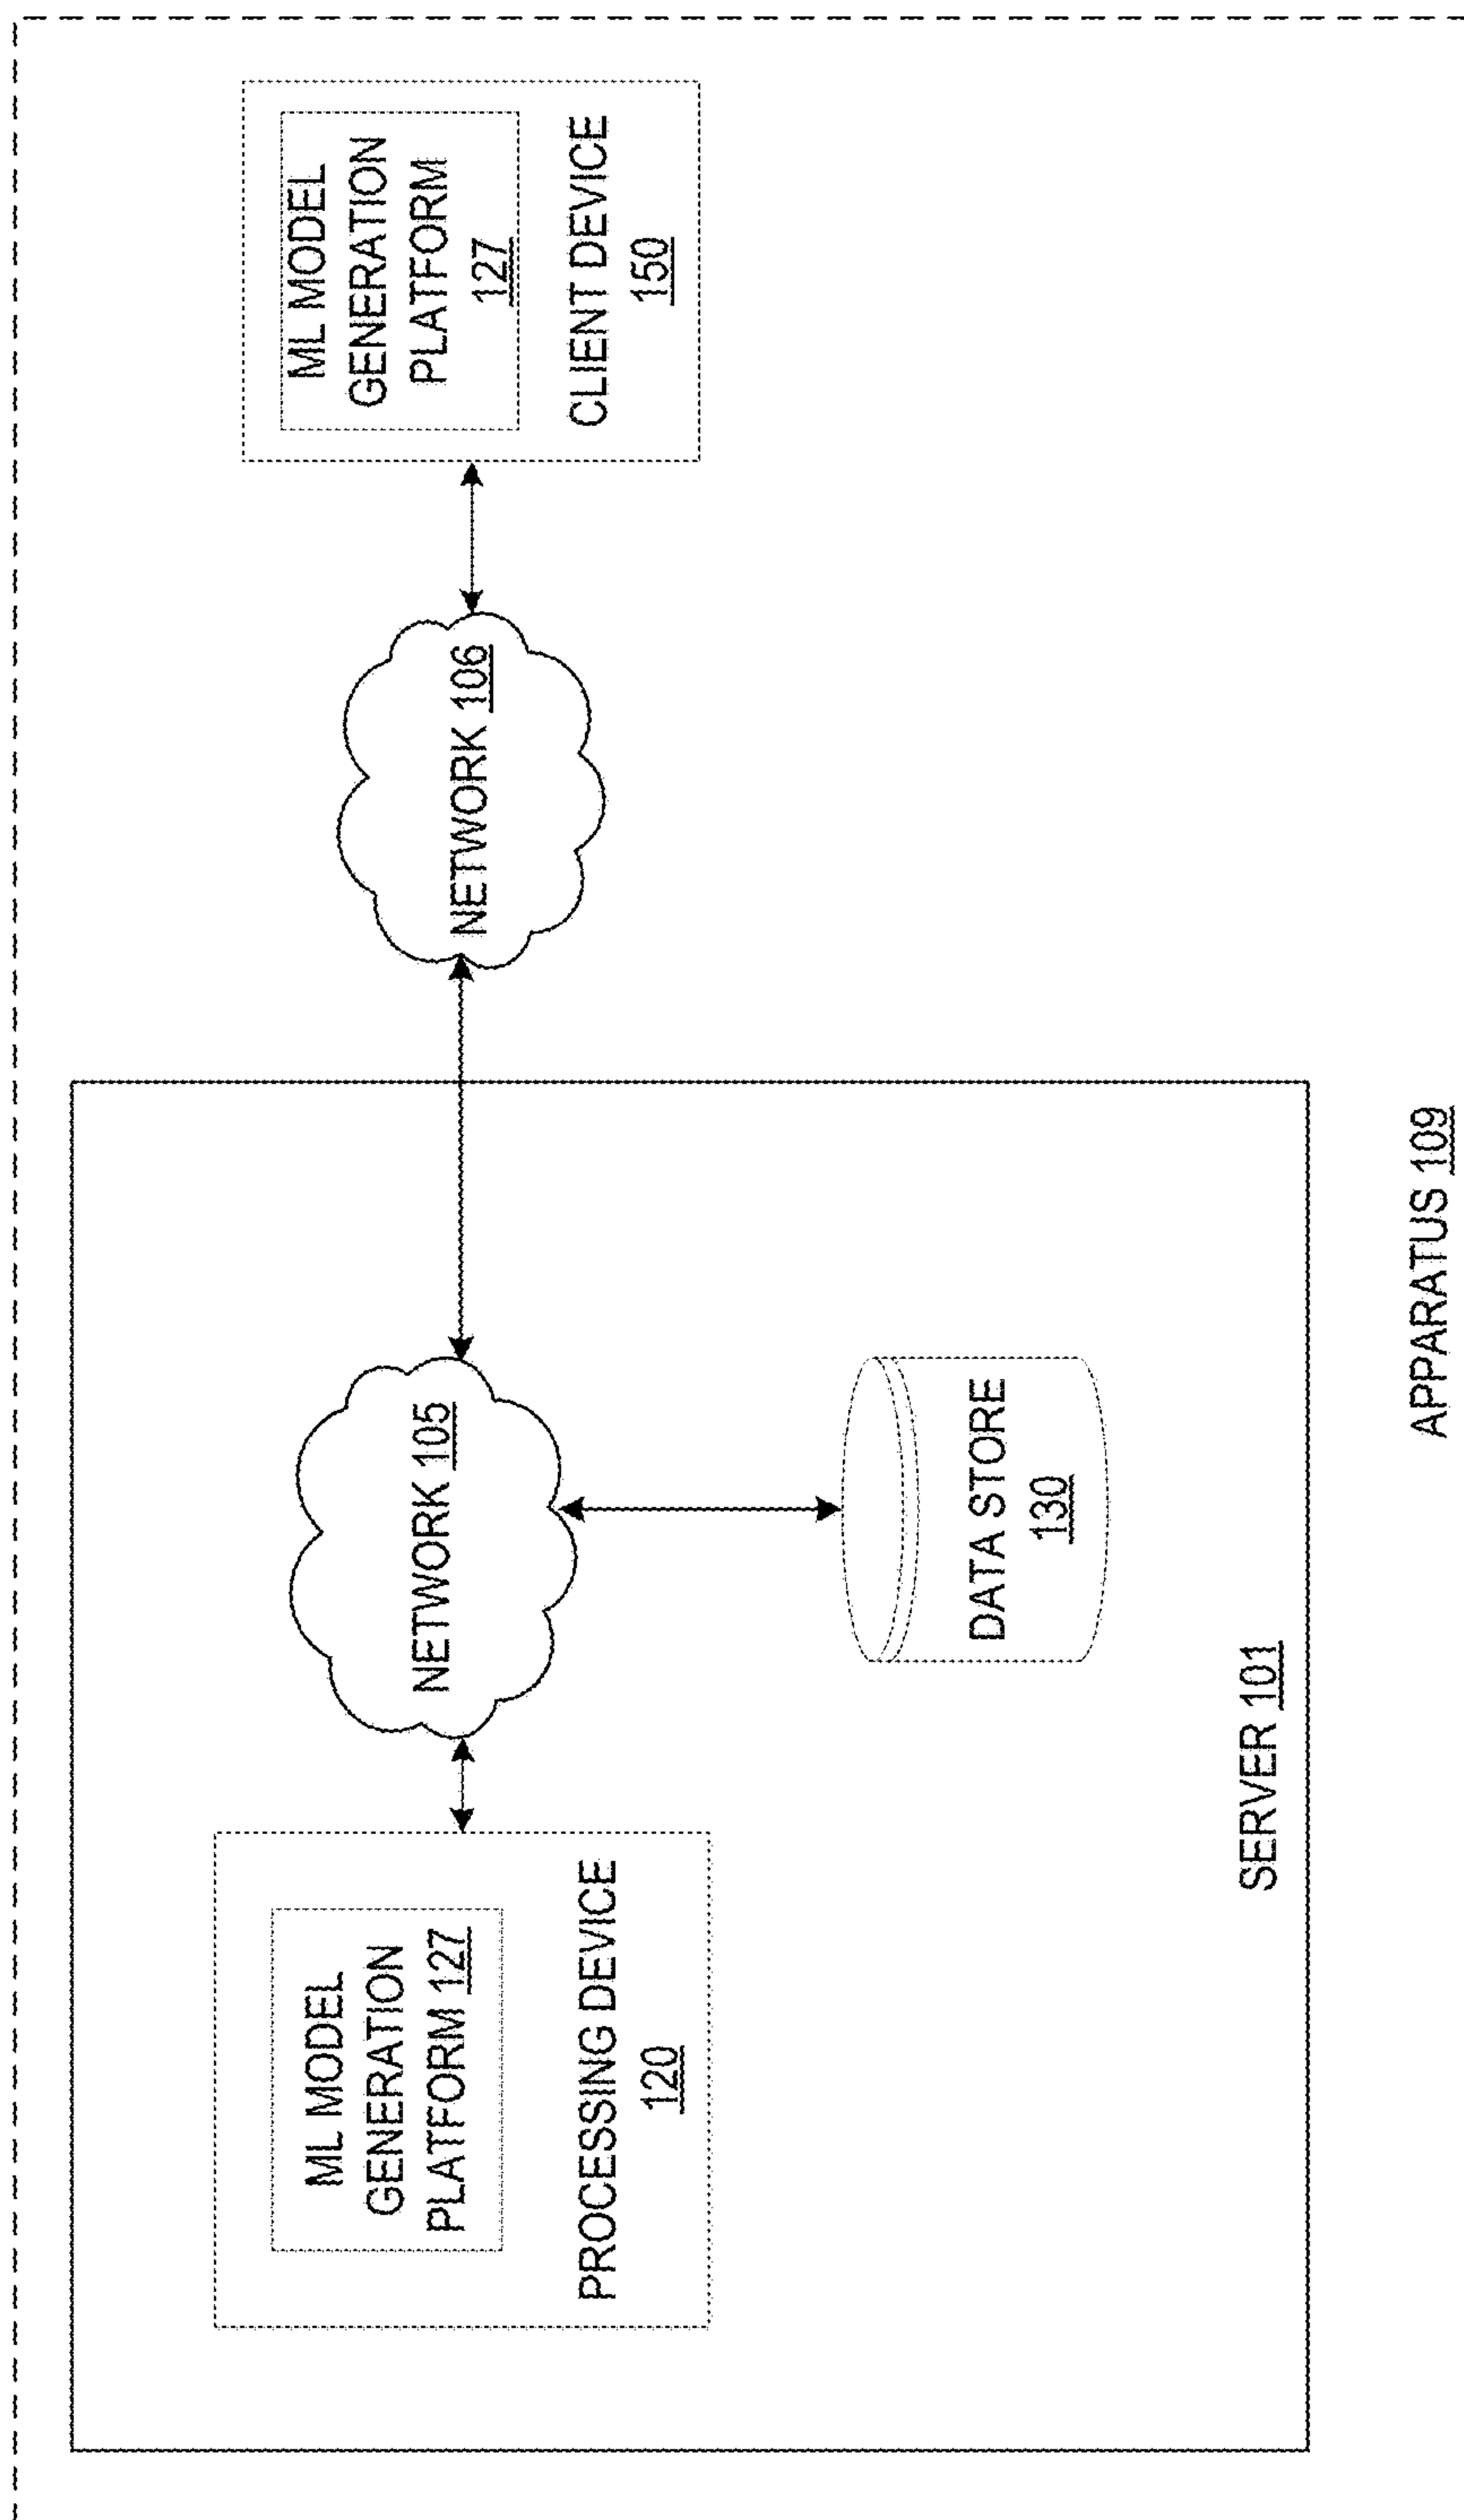 ML MODEL
GENERATION
PLATFORM 127
PROCESSING DEVICE
120
NETWORK 105
DATA STORE
130
SERVER 101
NETWORK 106
ML MODEL
GENERATION
PLATFORM
127
CLIENT DEVICE
150
APPARATUS 109